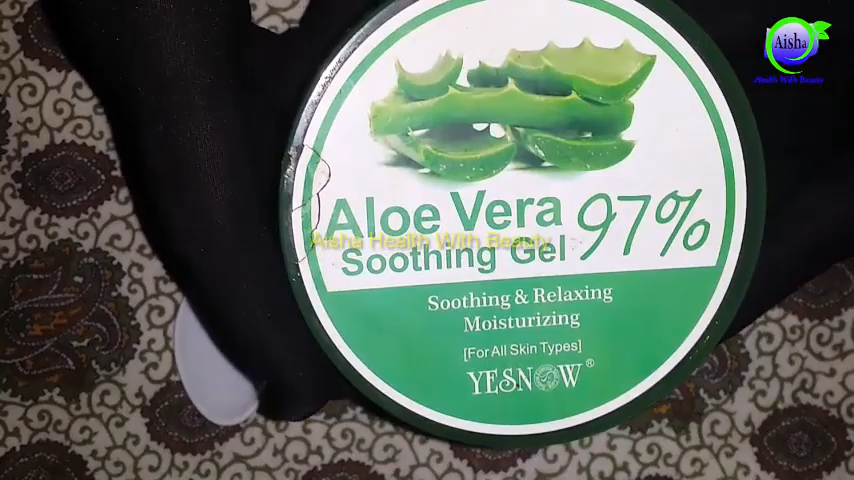 Aisha
Health With Beauty
Aloe Vera 97%
Aisha Health With Beauty
Soothing Gel
Soothing & Relaxing
Moisturizing
[For All Skin Types]
YESNOW®